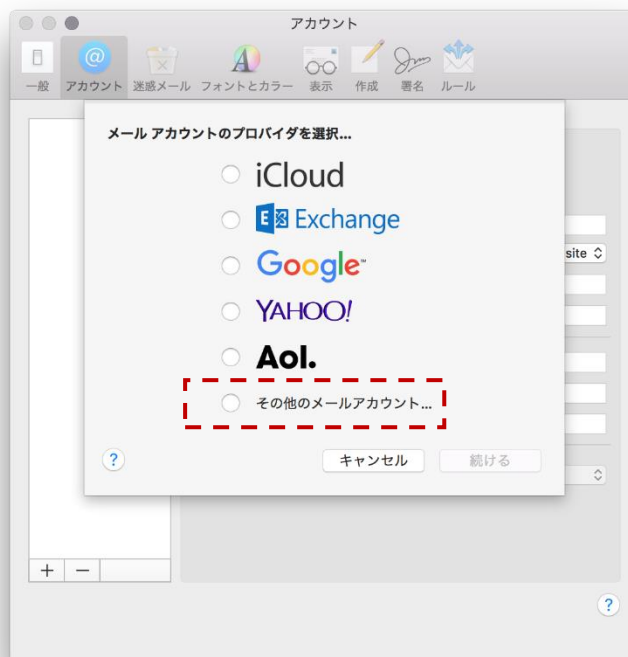 アカウント
一般 アカウント 迷惑メール フォントとカラー 表示 作成 署名 ルール
メール アカウントのプロバイダを選択...
iCloud
Exchange
Google
site
YAHOO!
Aol.
その他のメールアカウント...
? キャンセル 続ける
+ −
?